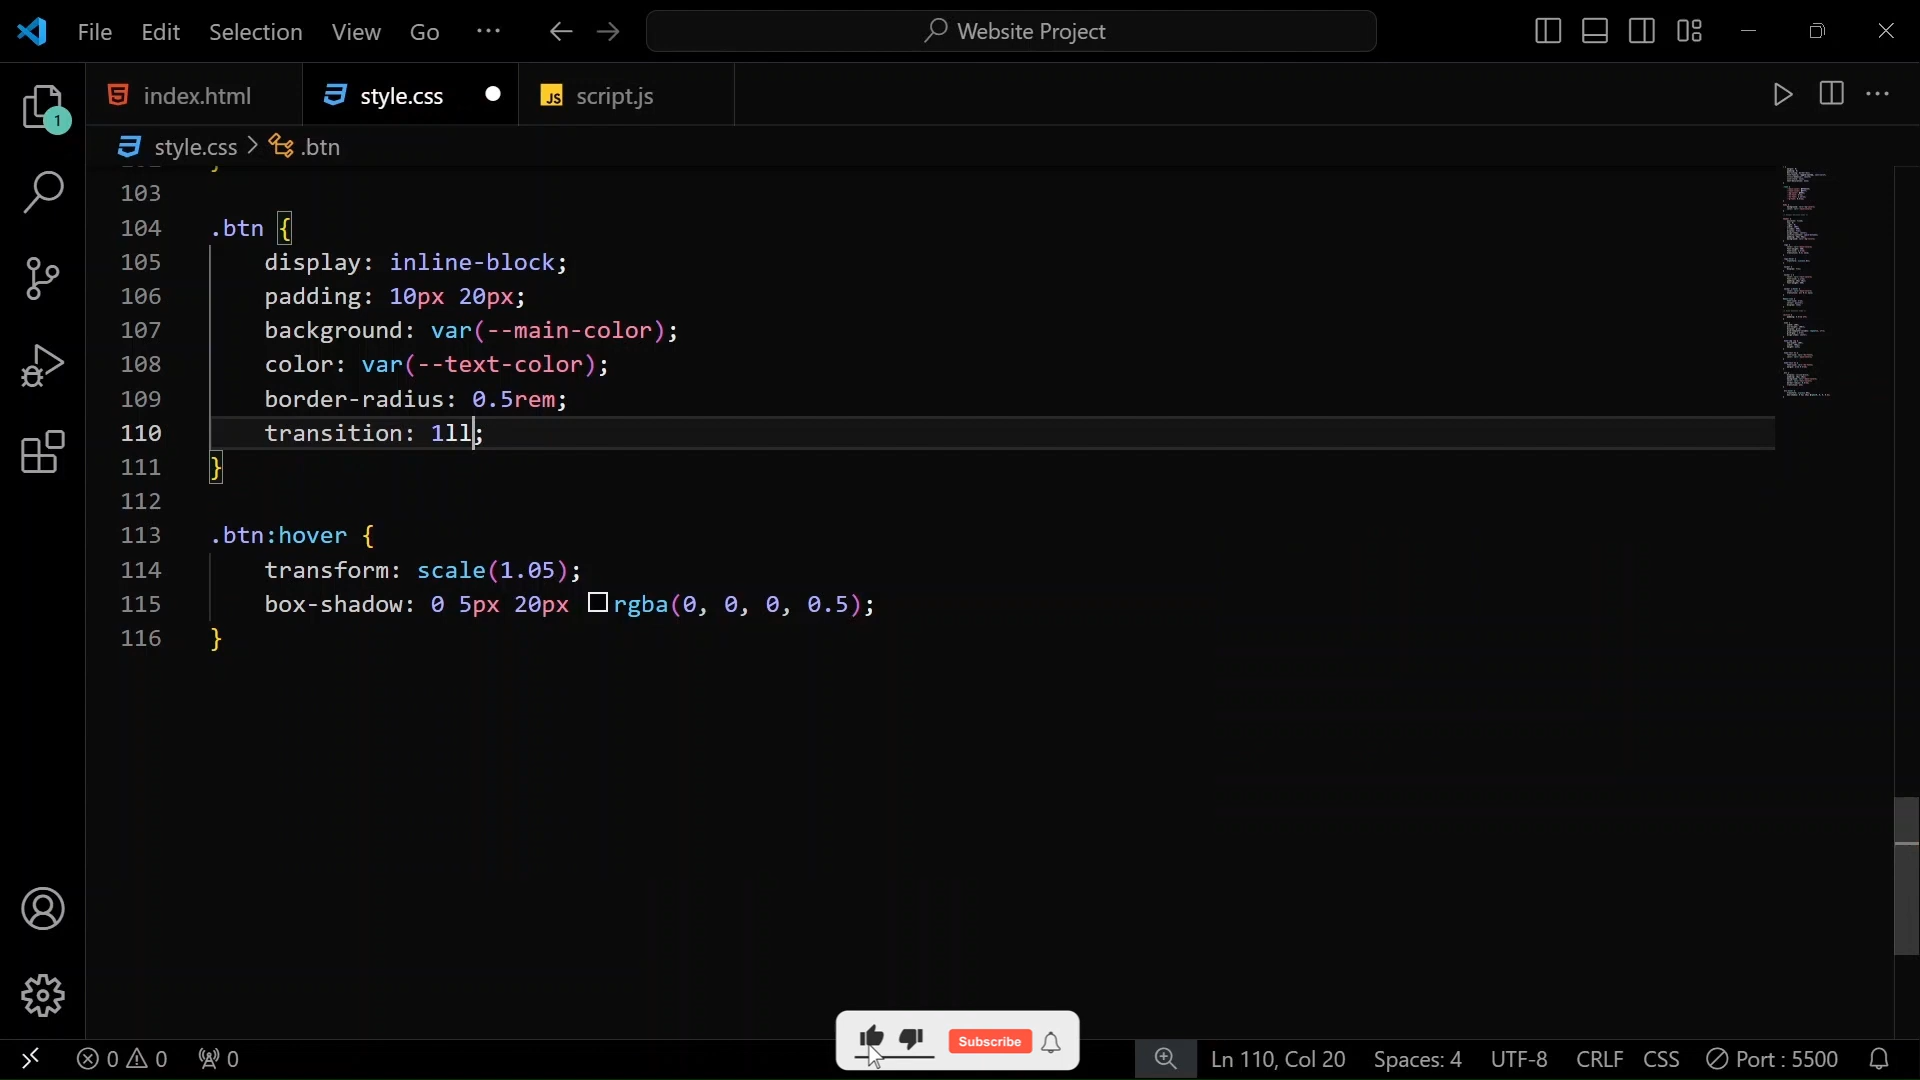 File Edit Selection View Go ··· Website Project
index.html style.css JS script.js
1
style.css > .btn
103
104 .btn {
105 display: inline-block;
106 padding: 10px 20px;
107 background: var(--main-color);
108 color: var(--text-color);
109 border-radius: 0.5rem;
110 transition: 1ll;
111 }
112
113 .btn:hover {
114 transform: scale(1.05);
115 box-shadow: 0 5px 20px rgba(0, 0, 0, 0.5);
116 }
Subscribe
0 0 0 Ln 110, Col 20 Spaces: 4 UTF-8 CRLF CSS Port : 5500